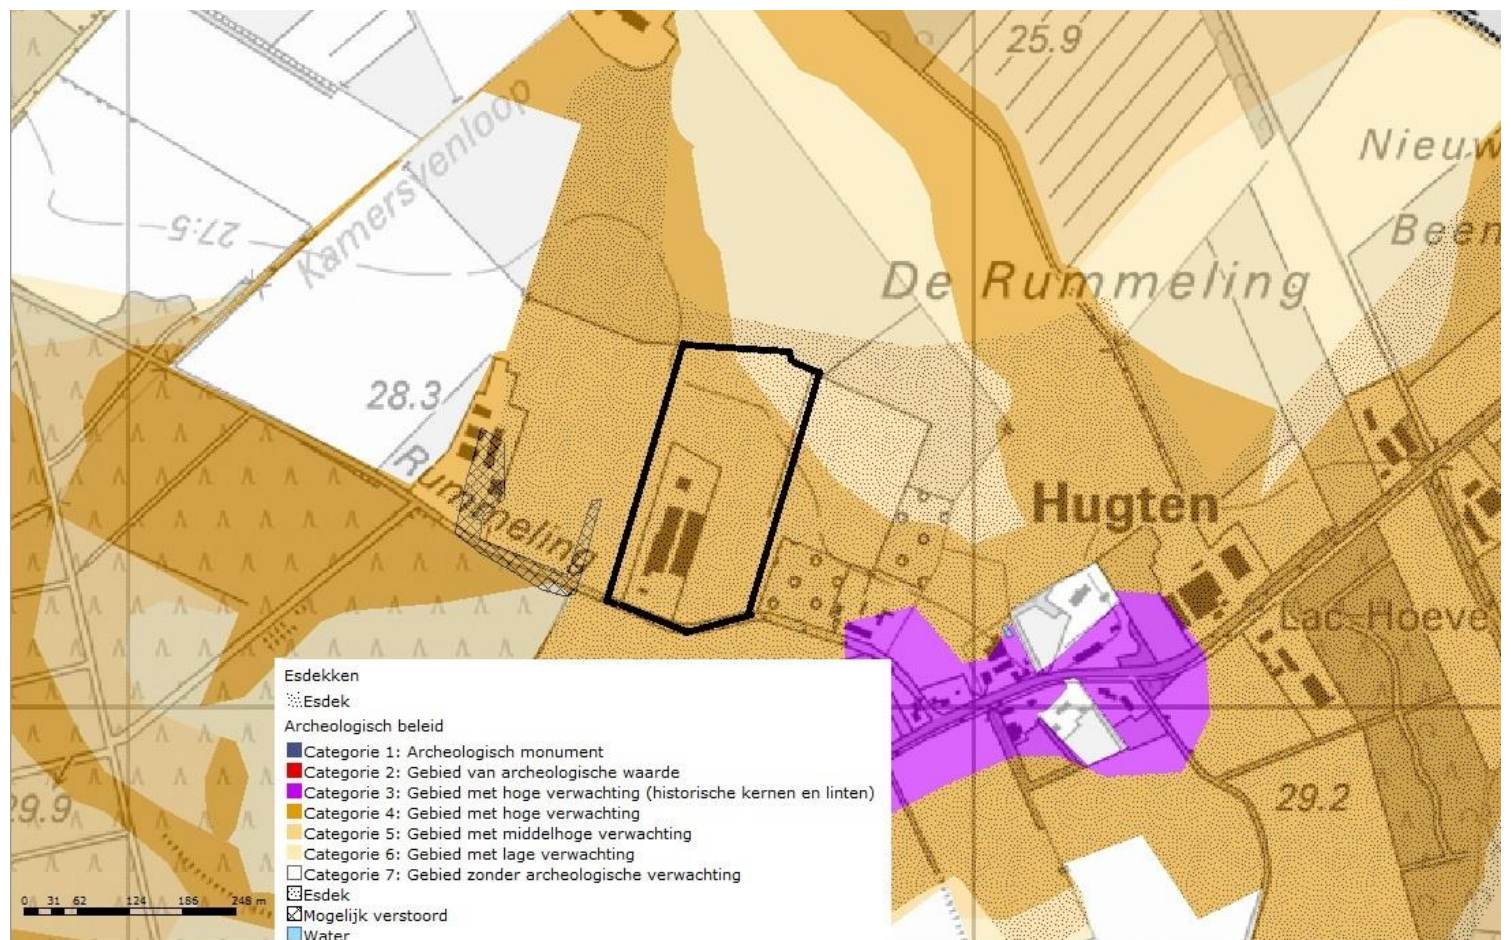 25.9
Nieuw
Kamersvenloop
Been
27.5
De Rummeling
28.3
Rummeling
Hugten
Lac-Hoeve
29.2
29.9
Esdekken
Esdek
Archeologisch beleid
Categorie 1: Archeologisch monument
Categorie 2: Gebied van archeologische waarde
Categorie 3: Gebied met hoge verwachting (historische kernen en linten)
Categorie 4: Gebied met hoge verwachting
Categorie 5: Gebied met middelhoge verwachting
Categorie 6: Gebied met lage verwachting
Categorie 7: Gebied zonder archeologische verwachting
Esdek
Mogelijk verstoord
Water
0 31 62 124 186 248 m